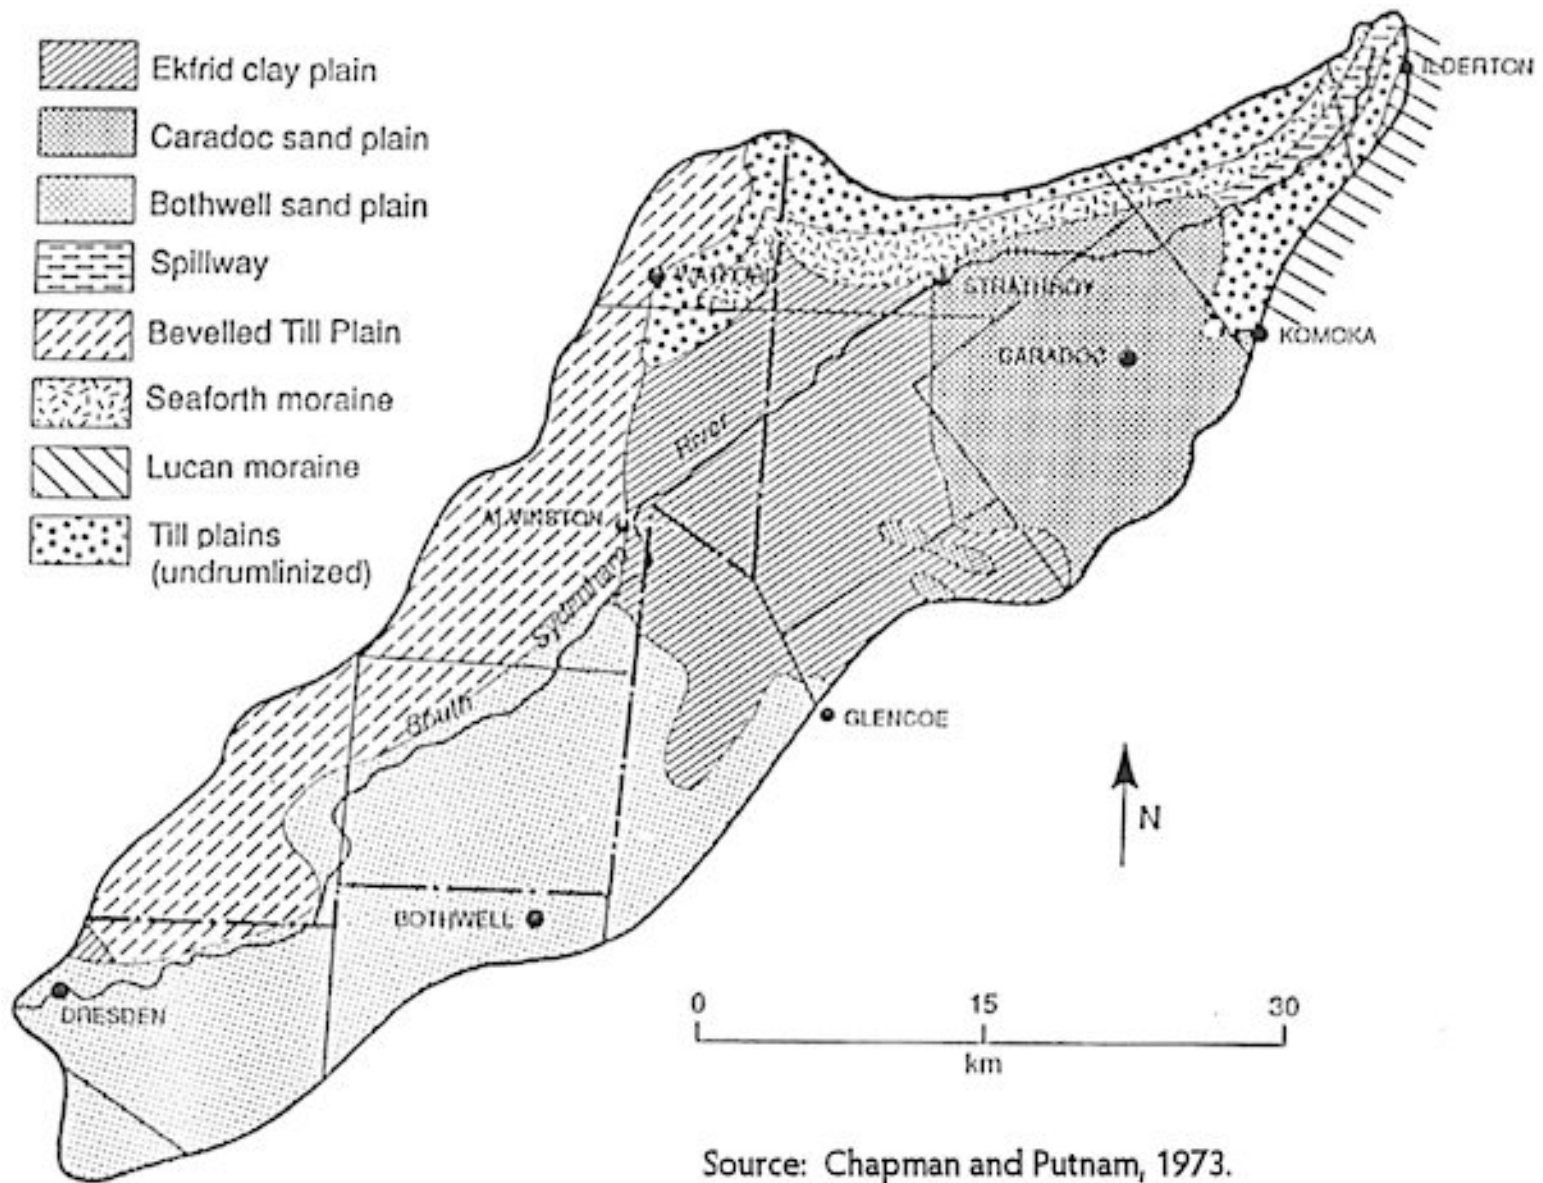 Ekfrid clay plain
Caradoc sand plain
Bothwell sand plain
Spillway
Bevelled Till Plain
Seaforth moraine
Lucan moraine
Till plains
(undrumlinized)
ILDERTON
WATFORD
STRATHROY
KOMOKA
CARADOC
River
ALVINSTON
Sydenham
South
GLENCOE
N
BOTHWELL
DRESDEN
0 15 30
km
Source: Chapman and Putnam, 1973.